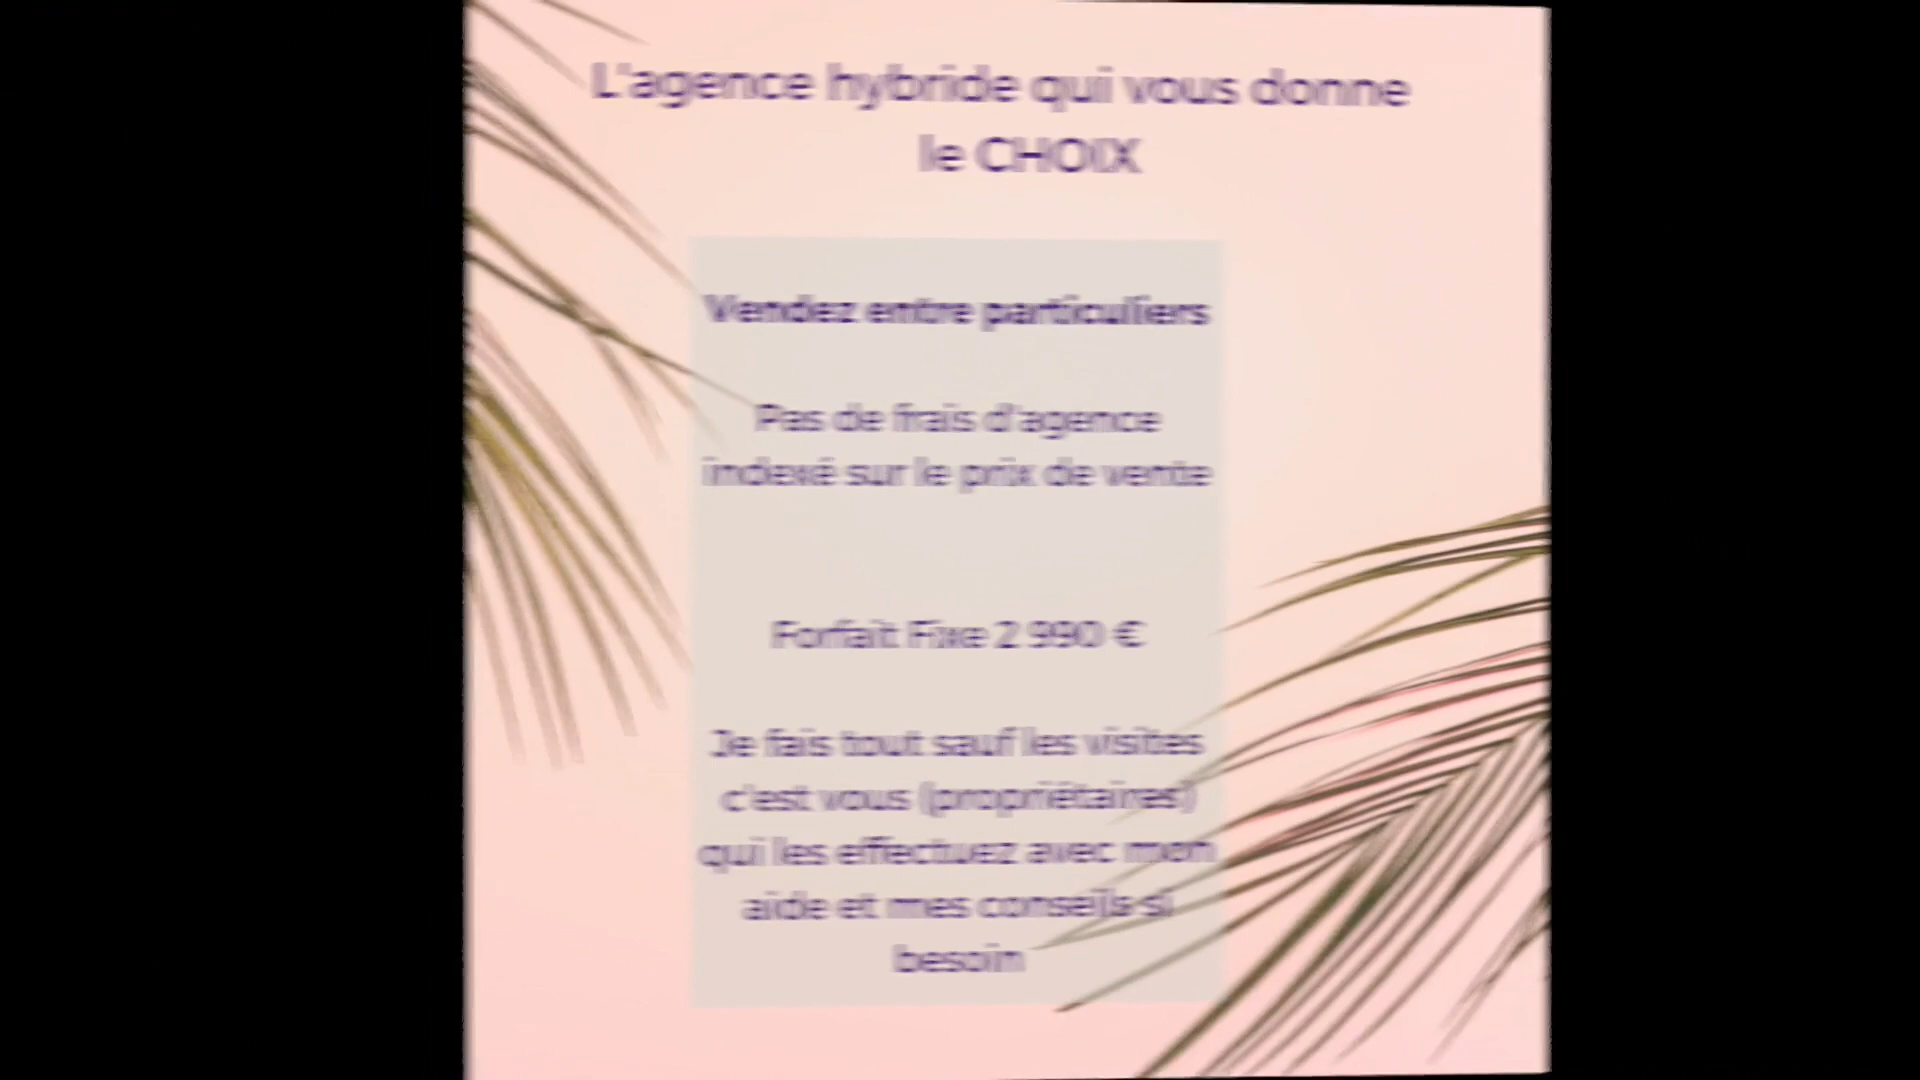 L'agence hybride qui vous donne
le CHOIX
Vendez entre particuliers
Pas de frais d'agence
indexé sur le prix de vente
Forfait Fixe 2 990 €
Je fais tout sauf les visites
c'est vous (propriétaires)
qui les effectuez avec mon
aide et mes conseils si
besoin